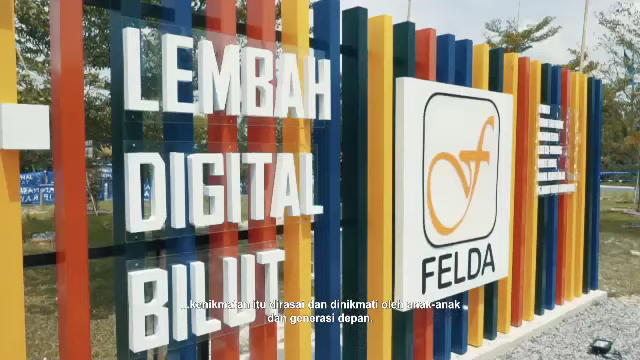 LEMBAH
DIGITAL
BILUT
FELDA
...kenikmatan itu dirasai dan dinikmati oleh anak-anak
dan generasi depan.